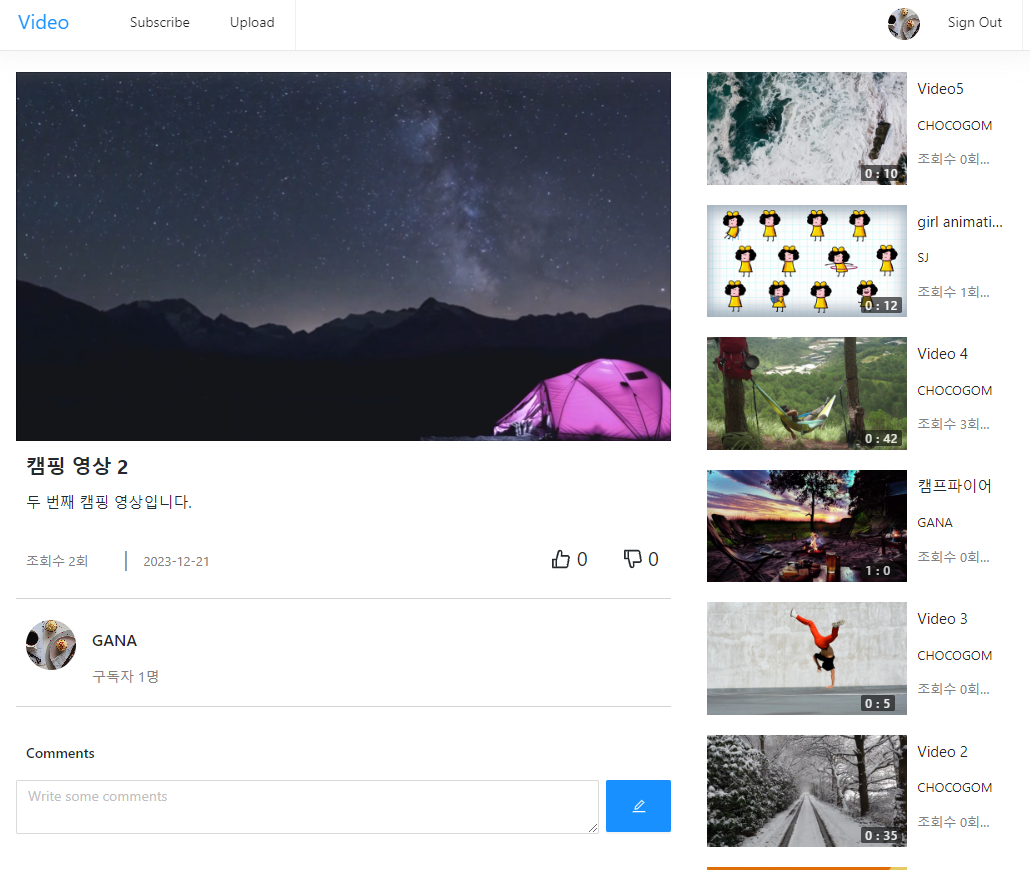 Video Subscribe Upload Sign Out
캠핑 영상 2
두 번째 캠핑 영상입니다.
조회수 2회 2023-12-21 0 0
GANA
구독자 1명
Comments
Write some comments
Video5
CHOCOGOM
조회수 0회...
0 : 10
girl animati...
SJ
조회수 1회...
0 : 12
Video 4
CHOCOGOM
조회수 3회...
0 : 42
캠프파이어
GANA
조회수 0회...
1 : 0
Video 3
CHOCOGOM
조회수 0회...
0 : 5
Video 2
CHOCOGOM
조회수 0회...
0 : 35